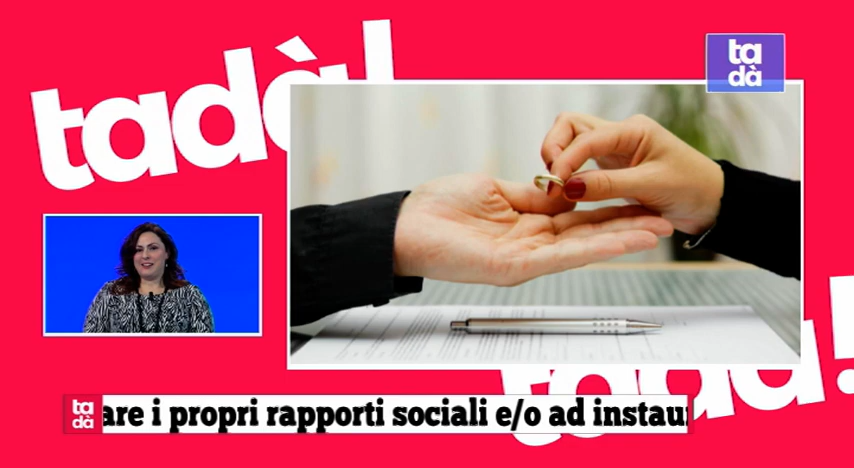 tadà!
ta
dà
ta
dà
are i propri rapporti sociali e/o ad instau
tadà!